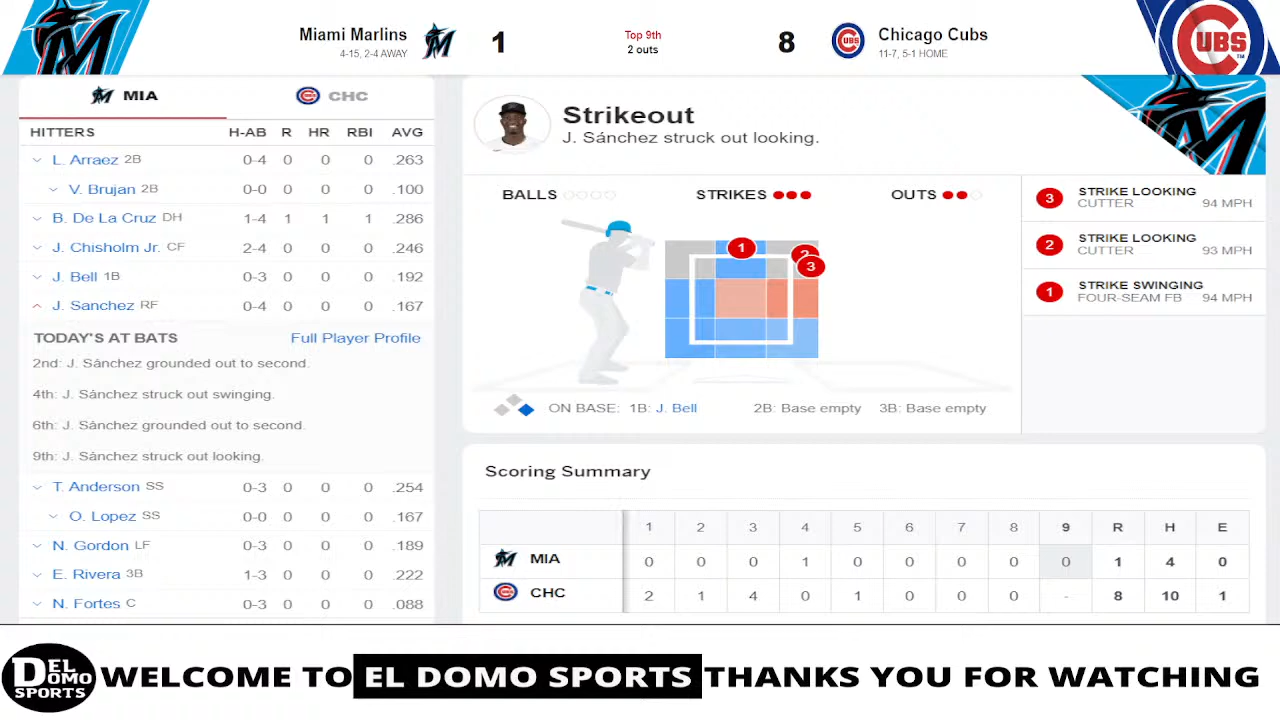 Miami Marlins
4-15, 2-4 AWAY
1
Top 9th
2 outs
8
Chicago Cubs
11-7, 5-1 HOME
CUBS
UBS
TM
MIA
CHC
HITTERS H-AB R HR RBI AVG
L. Arraez 2B 0-4 0 0 0 .263
V. Brujan 2B 0-0 0 0 0 .100
B. De La Cruz DH 1-4 1 1 1 .286
J. Chisholm Jr. CF 2-4 0 0 0 .246
J. Bell 1B 0-3 0 0 0 .192
J. Sanchez RF 0-4 0 0 0 .167
TODAY'S AT BATS Full Player Profile
2nd: J. Sánchez grounded out to second.
4th: J. Sánchez struck out swinging.
6th: J. Sánchez grounded out to second.
9th: J. Sánchez struck out looking.
T. Anderson SS 0-3 0 0 0 .254
O. Lopez SS 0-0 0 0 0 .167
N. Gordon LF 0-3 0 0 0 .189
E. Rivera 3B 1-3 0 0 0 .222
N. Fortes C 0-3 0 0 0 .088
Strikeout
J. Sánchez struck out looking.
BALLS STRIKES OUTS
1
2
3
ON BASE: 1B: J. Bell 2B: Base empty 3B: Base empty
3 STRIKE LOOKING
CUTTER 94 MPH
2 STRIKE LOOKING
CUTTER 93 MPH
1 STRIKE SWINGING
FOUR-SEAM FB 94 MPH
Scoring Summary
1 2 3 4 5 6 7 8 9 R H E
MIA 0 0 0 1 0 0 0 0 0 1 4 0
CHC 2 1 4 0 1 0 0 0 - 8 10 1
DEL DOMO SPORTS
WELCOME TO EL DOMO SPORTS THANKS YOU FOR WATCHING